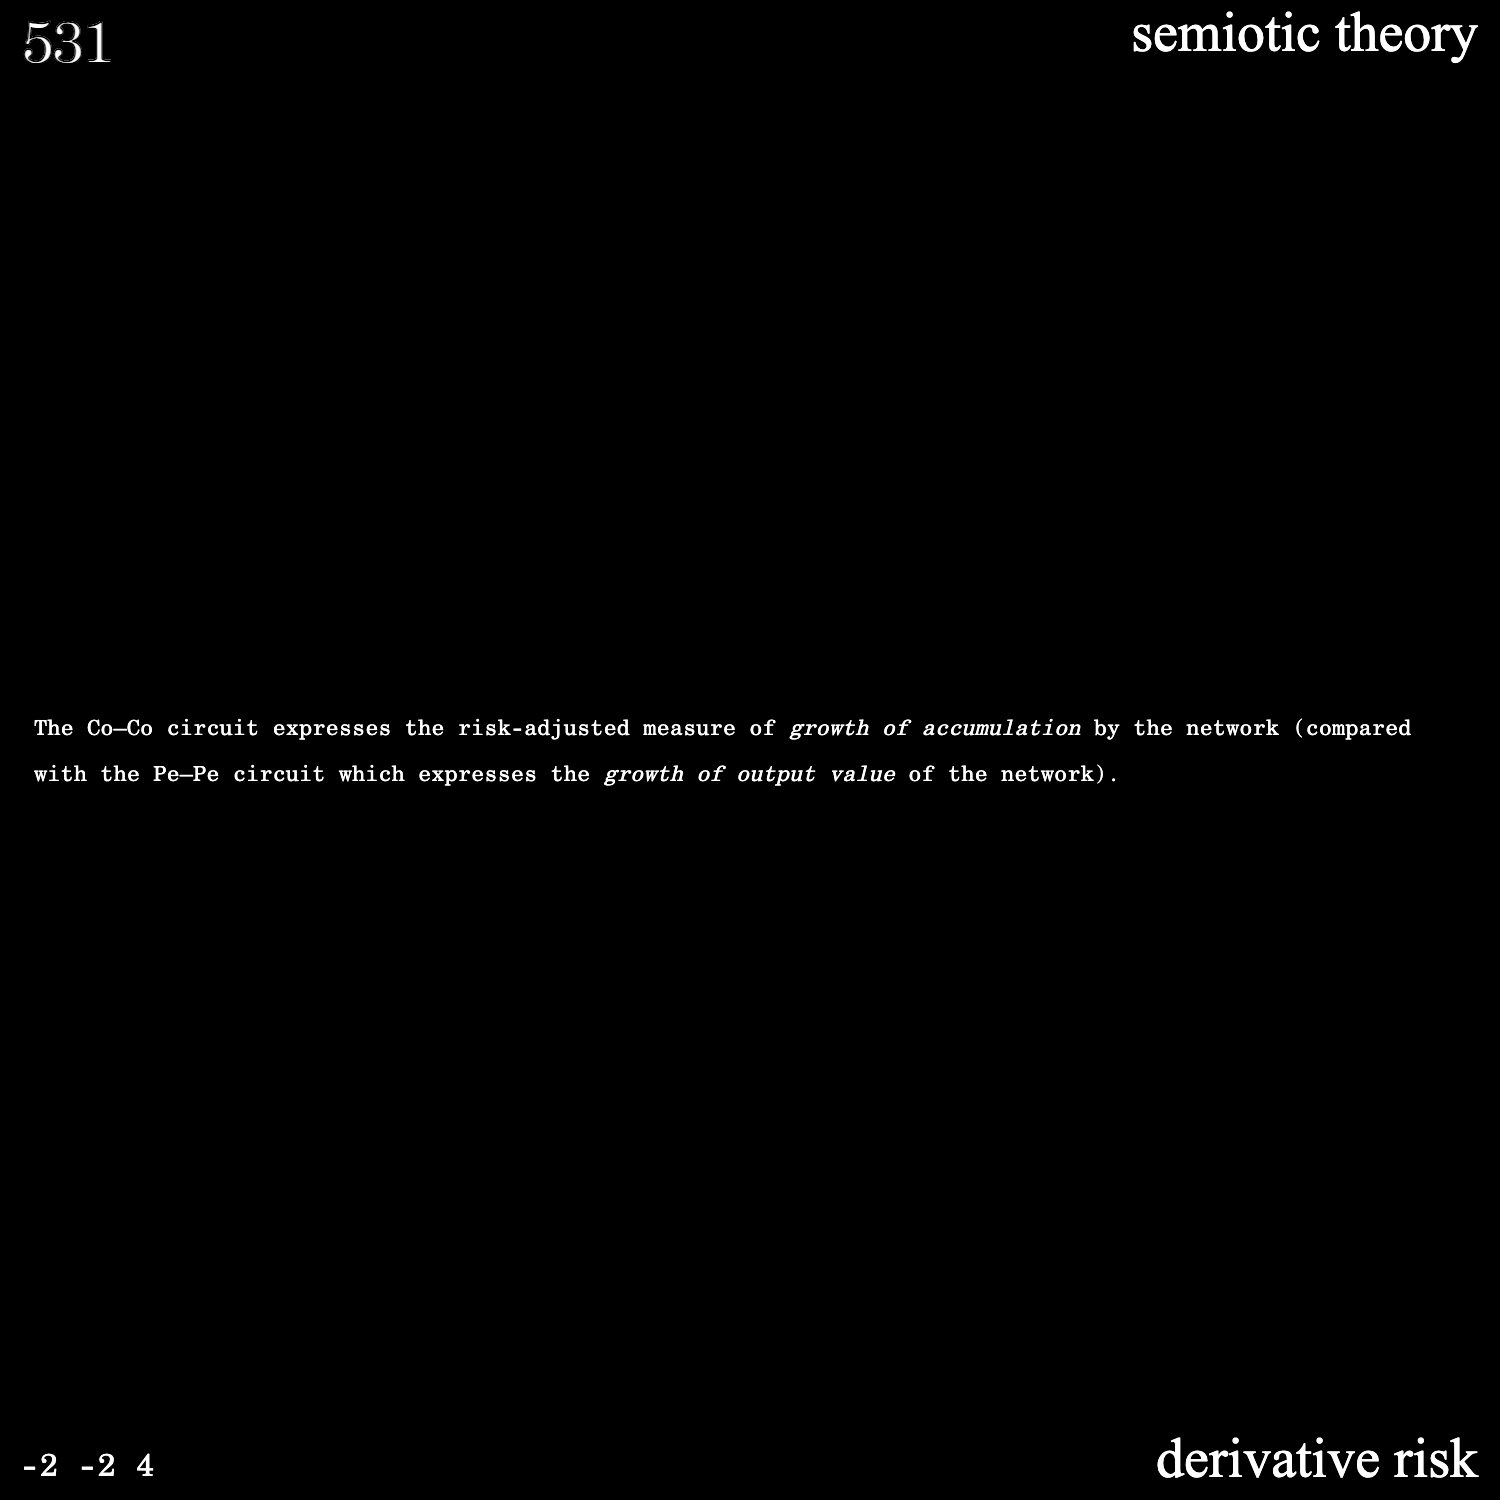 531
semiotic theory
The Co—Co circuit expresses the risk-adjusted measure of growth of accumulation by the network (compared
with the Pe—Pe circuit which expresses the growth of output value of the network).
-2 -2 4
derivative risk